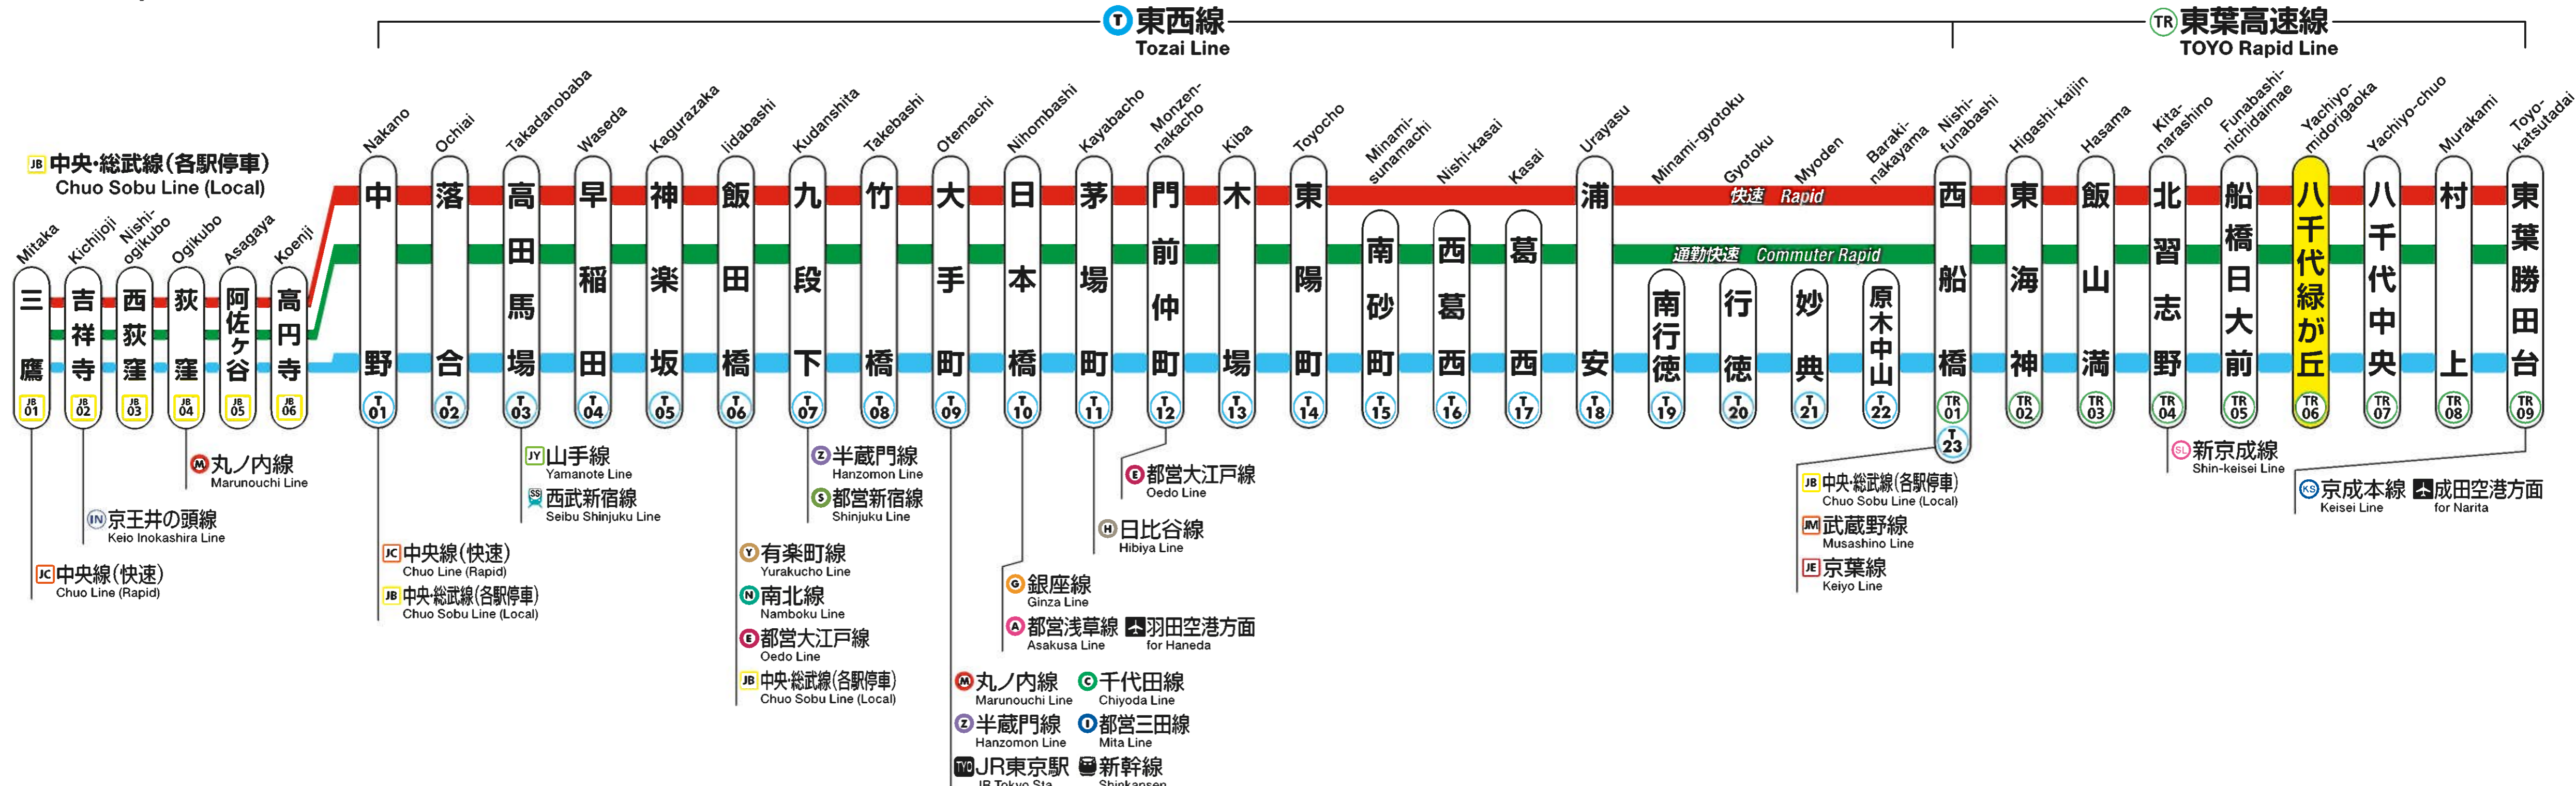 T 東西線
Tozai Line
TR 東葉高速線
TOYO Rapid Line
JB 中央・総武線(各駅停車)
Chuo Sobu Line (Local)
Mitaka
Kichijoji
Nishi-
ogikubo
Ogikubo
Asagaya
Koenji
Nakano
Ochiai
Takadanobaba
Waseda
Kagurazaka
Iidabashi
Kudanshita
Takebashi
Otemachi
Nihombashi
Kayabacho
Monzen-
nakacho
Kiba
Toyocho
Minami-
sunamachi
Nishi-kasai
Kasai
Urayasu
Minami-gyotoku
Gyotoku
Myoden
Baraki-
nakayama
Nishi-
funabashi
Higashi-kaijin
Hasama
Kita-
narashino
Funabashi-
nichidaimae
Yachiyo-
midorigaoka
Yachiyo-chuo
Murakami
Toyo-
katsutadai
快速 Rapid
通勤快速 Commuter Rapid
三鷹
JB 01
吉祥寺
JB 02
西荻窪
JB 03
荻窪
JB 04
阿佐ケ谷
JB 05
高円寺
JB 06
中野
T 01
落合
T 02
高田馬場
T 03
早稲田
T 04
神楽坂
T 05
飯田橋
T 06
九段下
T 07
竹橋
T 08
大手町
T 09
日本橋
T 10
茅場町
T 11
門前仲町
T 12
木場
T 13
東陽町
T 14
南砂町
T 15
西葛西
T 16
葛西
T 17
浦安
T 18
南行徳
T 19
行徳
T 20
妙典
T 21
原木中山
T 22
西船橋
TR 01
T 23
東海神
TR 02
飯山満
TR 03
北習志野
TR 04
船橋日大前
TR 05
八千代緑が丘
TR 06
八千代中央
TR 07
村上
TR 08
東葉勝田台
TR 09
JC 中央線(快速)
Chuo Line (Rapid)
IN 京王井の頭線
Keio Inokashira Line
M 丸ノ内線
Marunouchi Line
JC 中央線(快速)
Chuo Line (Rapid)
JB 中央・総武線(各駅停車)
Chuo Sobu Line (Local)
JY 山手線
Yamanote Line
SS 西武新宿線
Seibu Shinjuku Line
Y 有楽町線
Yurakucho Line
N 南北線
Namboku Line
E 都営大江戸線
Oedo Line
JB 中央・総武線(各駅停車)
Chuo Sobu Line (Local)
Z 半蔵門線
Hanzomon Line
S 都営新宿線
Shinjuku Line
M 丸ノ内線 C 千代田線
Marunouchi Line Chiyoda Line
Z 半蔵門線 I 都営三田線
Hanzomon Line Mita Line
TYO JR東京駅 新幹線
JR Tokyo Sta. Shinkansen
G 銀座線
Ginza Line
A 都営浅草線 羽田空港方面
Asakusa Line for Haneda
H 日比谷線
Hibiya Line
E 都営大江戸線
Oedo Line
JB 中央・総武線(各駅停車)
Chuo Sobu Line (Local)
JM 武蔵野線
Musashino Line
JE 京葉線
Keiyo Line
SL 新京成線
Shin-keisei Line
KS 京成本線 成田空港方面
Keisei Line for Narita